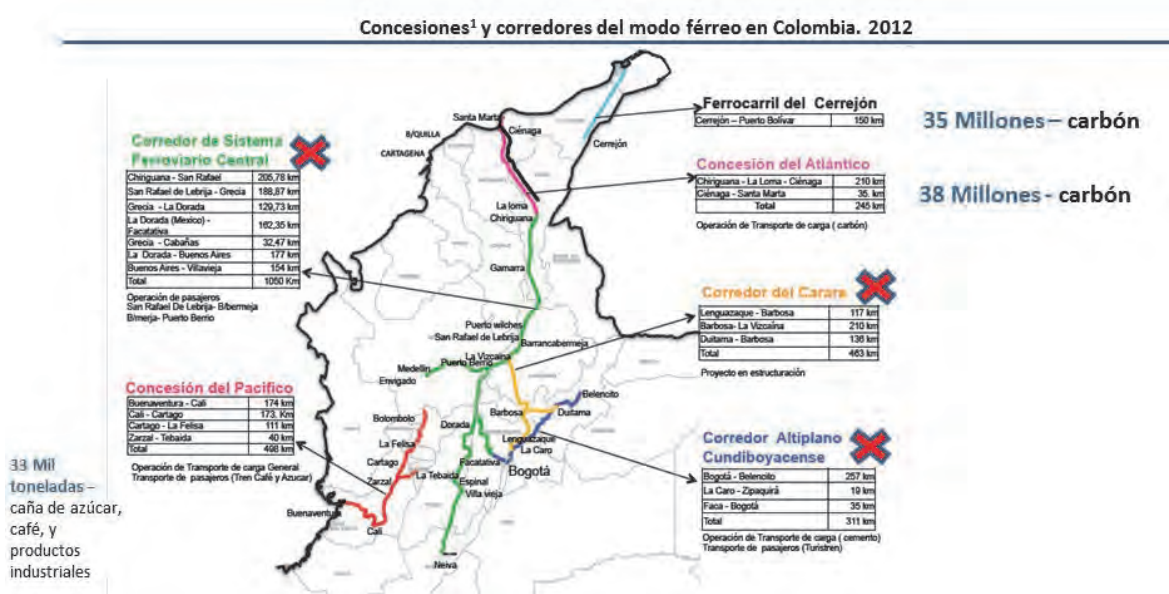 Concesiones¹ y corredores del modo férreo en Colombia. 2012
Corredor de Sistema
Ferroviario Central
Chiriguana - San Rafael 205,78 km
San Rafael de Lebrija - Grecia 188,87 km
Grecia - La Dorada 129,73 km
La Dorada (Mexico) -
Facatativa 162,35 km
Grecia - Cabañas 32,47 km
La Dorada - Buenos Aires 177 km
Buenos Aires - Villavieja 154 km
Total 1050 Km
Operación de pasajeros
San Rafael De Lebrija- B/bermeja
B/merja- Puerto Berrio
Concesión del Pacifico
Buenaventura - Cali 174 km
Cali - Cartago 173. Km
Cartago - La Felisa 111 km
Zarzal - Tebaida 40 km
Total 498 km
Operación de Transporte de carga General
Transporte de pasajeros (Tren Café y Azucar)
33 Mil
toneladas –
caña de azúcar,
café, y
productos
industriales
Santa Marta
Ciénaga
B/QUILLA
CARTAGENA
Cerrejón
La loma
Chiriguana
Gamarra
Puerto wilches
San Rafael de Lebrija
Barrancabermeja
La Vizcaina
Puerto Berrio
Medellin
Envigado
Belencito
Bolombolo
Barbosa
Duitama
Dorada
La Felisa
Lenguazaque
La Caro
Cartago
Facatativa
Bogotá
Zarzal
La Tebaida
Espinal
Villa vieja
Buenaventura
Cali
Neiva
Ferrocarril del Cerrejón
Cerrejón – Puerto Bolívar 150 km
35 Millones – carbón
Concesión del Atlántico
Chiriguana - La Loma - Ciénaga 210 km
Ciénaga - Santa Marta 35. km
Total 245 km
Operación de Transporte de carga ( carbón)
38 Millones - carbón
Corredor del Carare
Lenguazaque - Barbosa 117 km
Barbosa- La Vizcaína 210 km
Duitama - Barbosa 136 km
Total 463 km
Proyecto en estructuración
Corredor Altiplano
Cundiboyacense
Bogotá - Belencito 257 km
La Caro - Zipaquirá 19 km
Faca - Bogotá 35 km
Total 311 km
Operación de Transporte de carga ( cemento)
Transporte de pasajeros (Turistren)